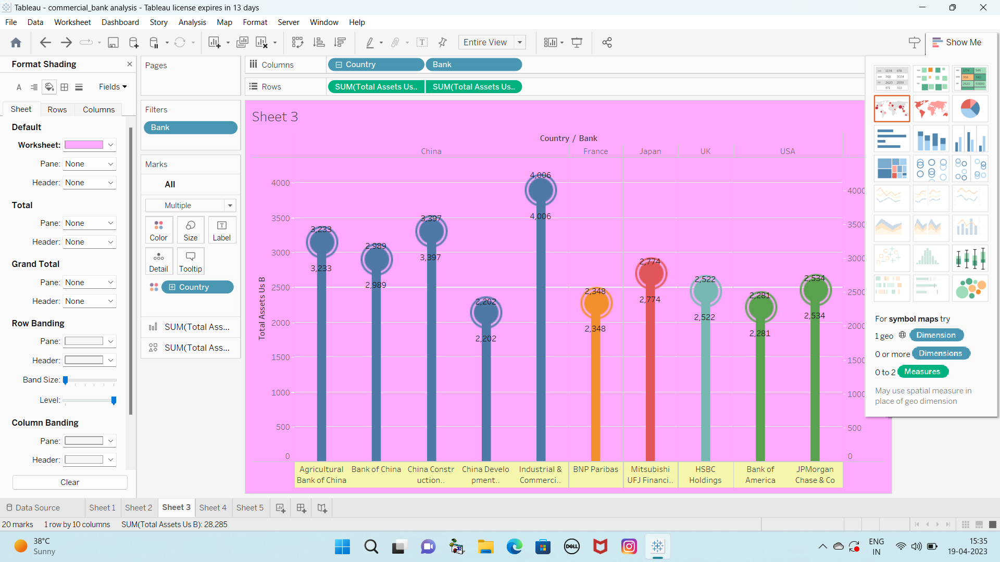 Tableau - commercial_bank analysis - Tableau license expires in 13 days
File Data Worksheet Dashboard Story Analysis Map Format Server Window Help
Entire View
Show Me
Format Shading
Fields
Sheet Rows Columns
Default
Worksheet:
Pane: None
Header: None
Total
Pane: None
Header: None
Grand Total
Pane: None
Header: None
Row Banding
Pane:
Header:
Band Size:
Level:
Column Banding
Pane:
Header:
Clear
Pages
Filters
Bank
Marks
All
Multiple
Color Size Label
Detail Tooltip
Country
SUM(Total Ass...
SUM(Total Ass...
Columns Country Bank
Rows SUM(Total Assets Us.. SUM(Total Assets Us..
Sheet 3
Country / Bank
China France Japan UK USA
Total Assets Us B
4000
3500
3000
2500
2000
1500
1000
500
0
3,233
3,233
2,989
2,989
3,397
3,397
2,202
2,202
4,006
4,006
2,348
2,348
2,774
2,774
2,522
2,522
2,281
2,281
2,534
2,534
4000
3500
3000
2500
2000
1500
1000
500
0
Agricultural
Bank of China
Bank of China
China Constr
uction..
China Develo
pment..
Industrial &
Commerci..
BNP Paribas
Mitsubishi
UFJ Financi..
HSBC
Holdings
Bank of
America
JPMorgan
Chase & Co
For symbol maps try
1 geo Dimension
0 or more Dimensions
0 to 2 Measures
May use spatial measure in
place of geo dimension
Data Source Sheet 1 Sheet 2 Sheet 3 Sheet 4 Sheet 5
20 marks 1 row by 10 columns SUM(Total Assets Us B): 28,285
38°C
Sunny
DELL
ENG
IN
15:35
19-04-2023